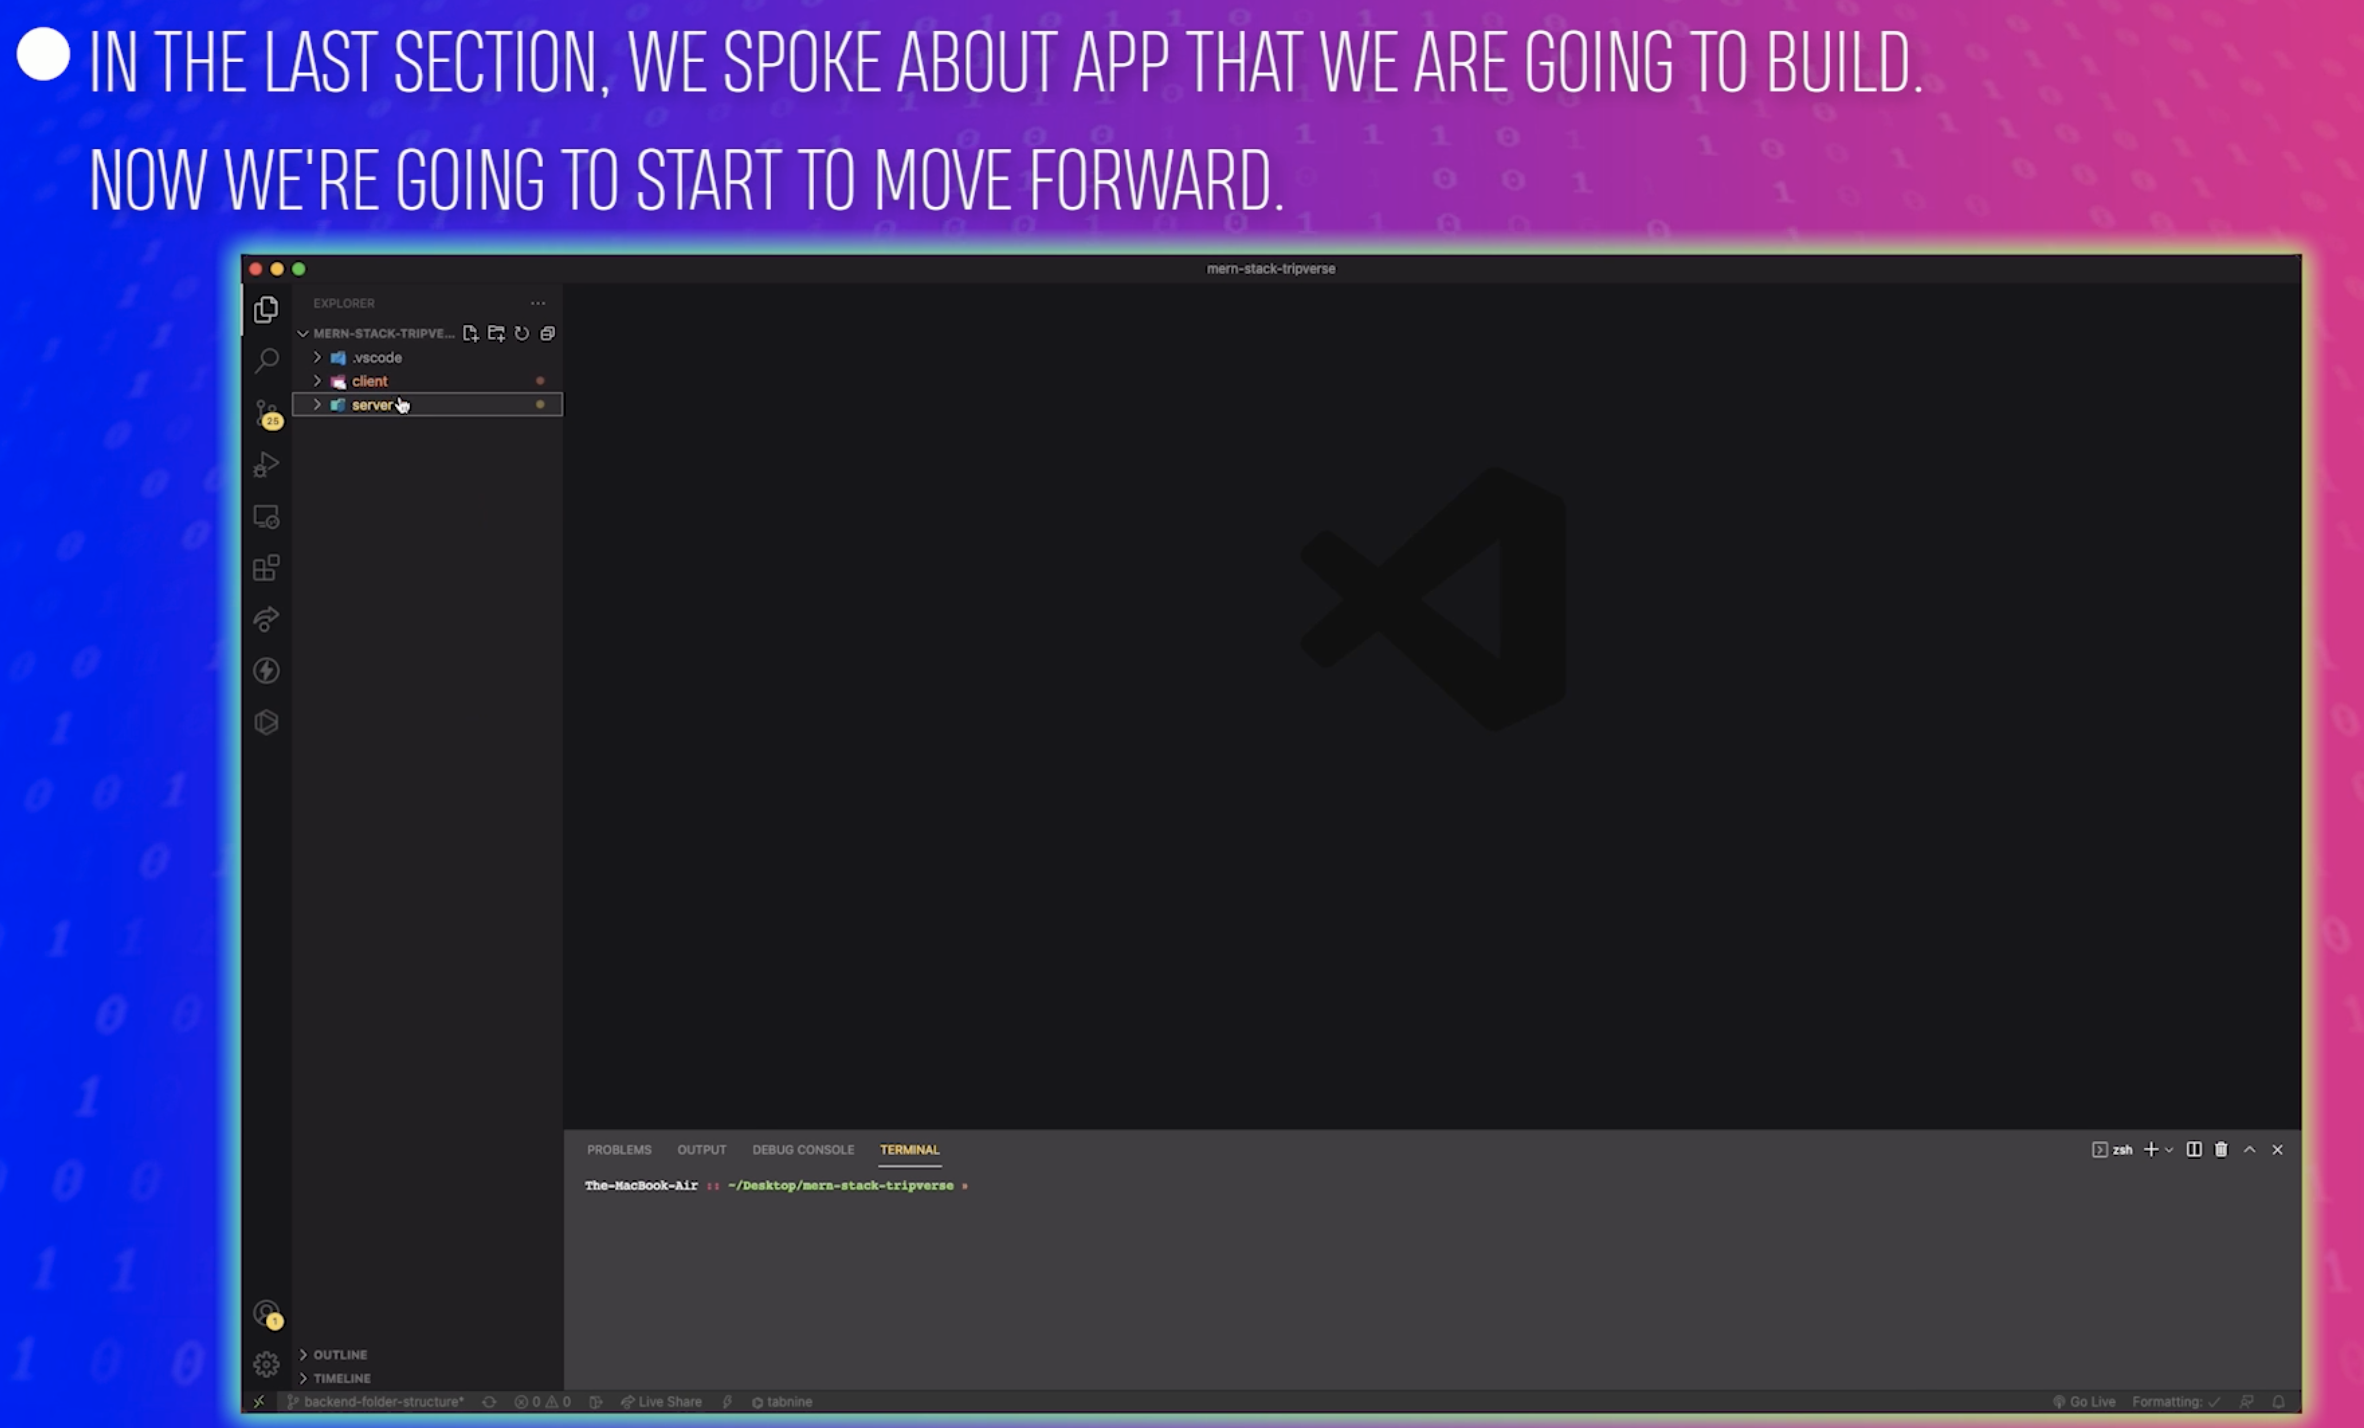 IN THE LAST SECTION, WE SPOKE ABOUT APP THAT WE ARE GOING TO BUILD.
NOW WE'RE GOING TO START TO MOVE FORWARD.
mern-stack-tripverse
EXPLORER
MERN-STACK-TRIPVE...
.vscode
client
server
25
PROBLEMS OUTPUT DEBUG CONSOLE TERMINAL
zsh
The-MacBook-Air :: ~/Desktop/mern-stack-tripverse »
1
OUTLINE
TIMELINE
backend-folder-structure* 0 0 Live Share tabnine Go Live Formatting: ✓